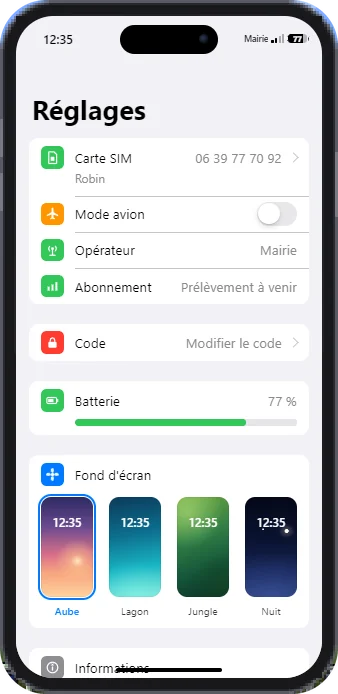 12:35
Mairie 77
Réglages
Carte SIM 06 39 77 70 92
Robin
Mode avion
Opérateur Mairie
Abonnement Prélèvement à venir
Code Modifier le code
Batterie 77 %
Fond d'écran
12:35 12:35 12:35 12:35
Aube Lagon Jungle Nuit
Informations